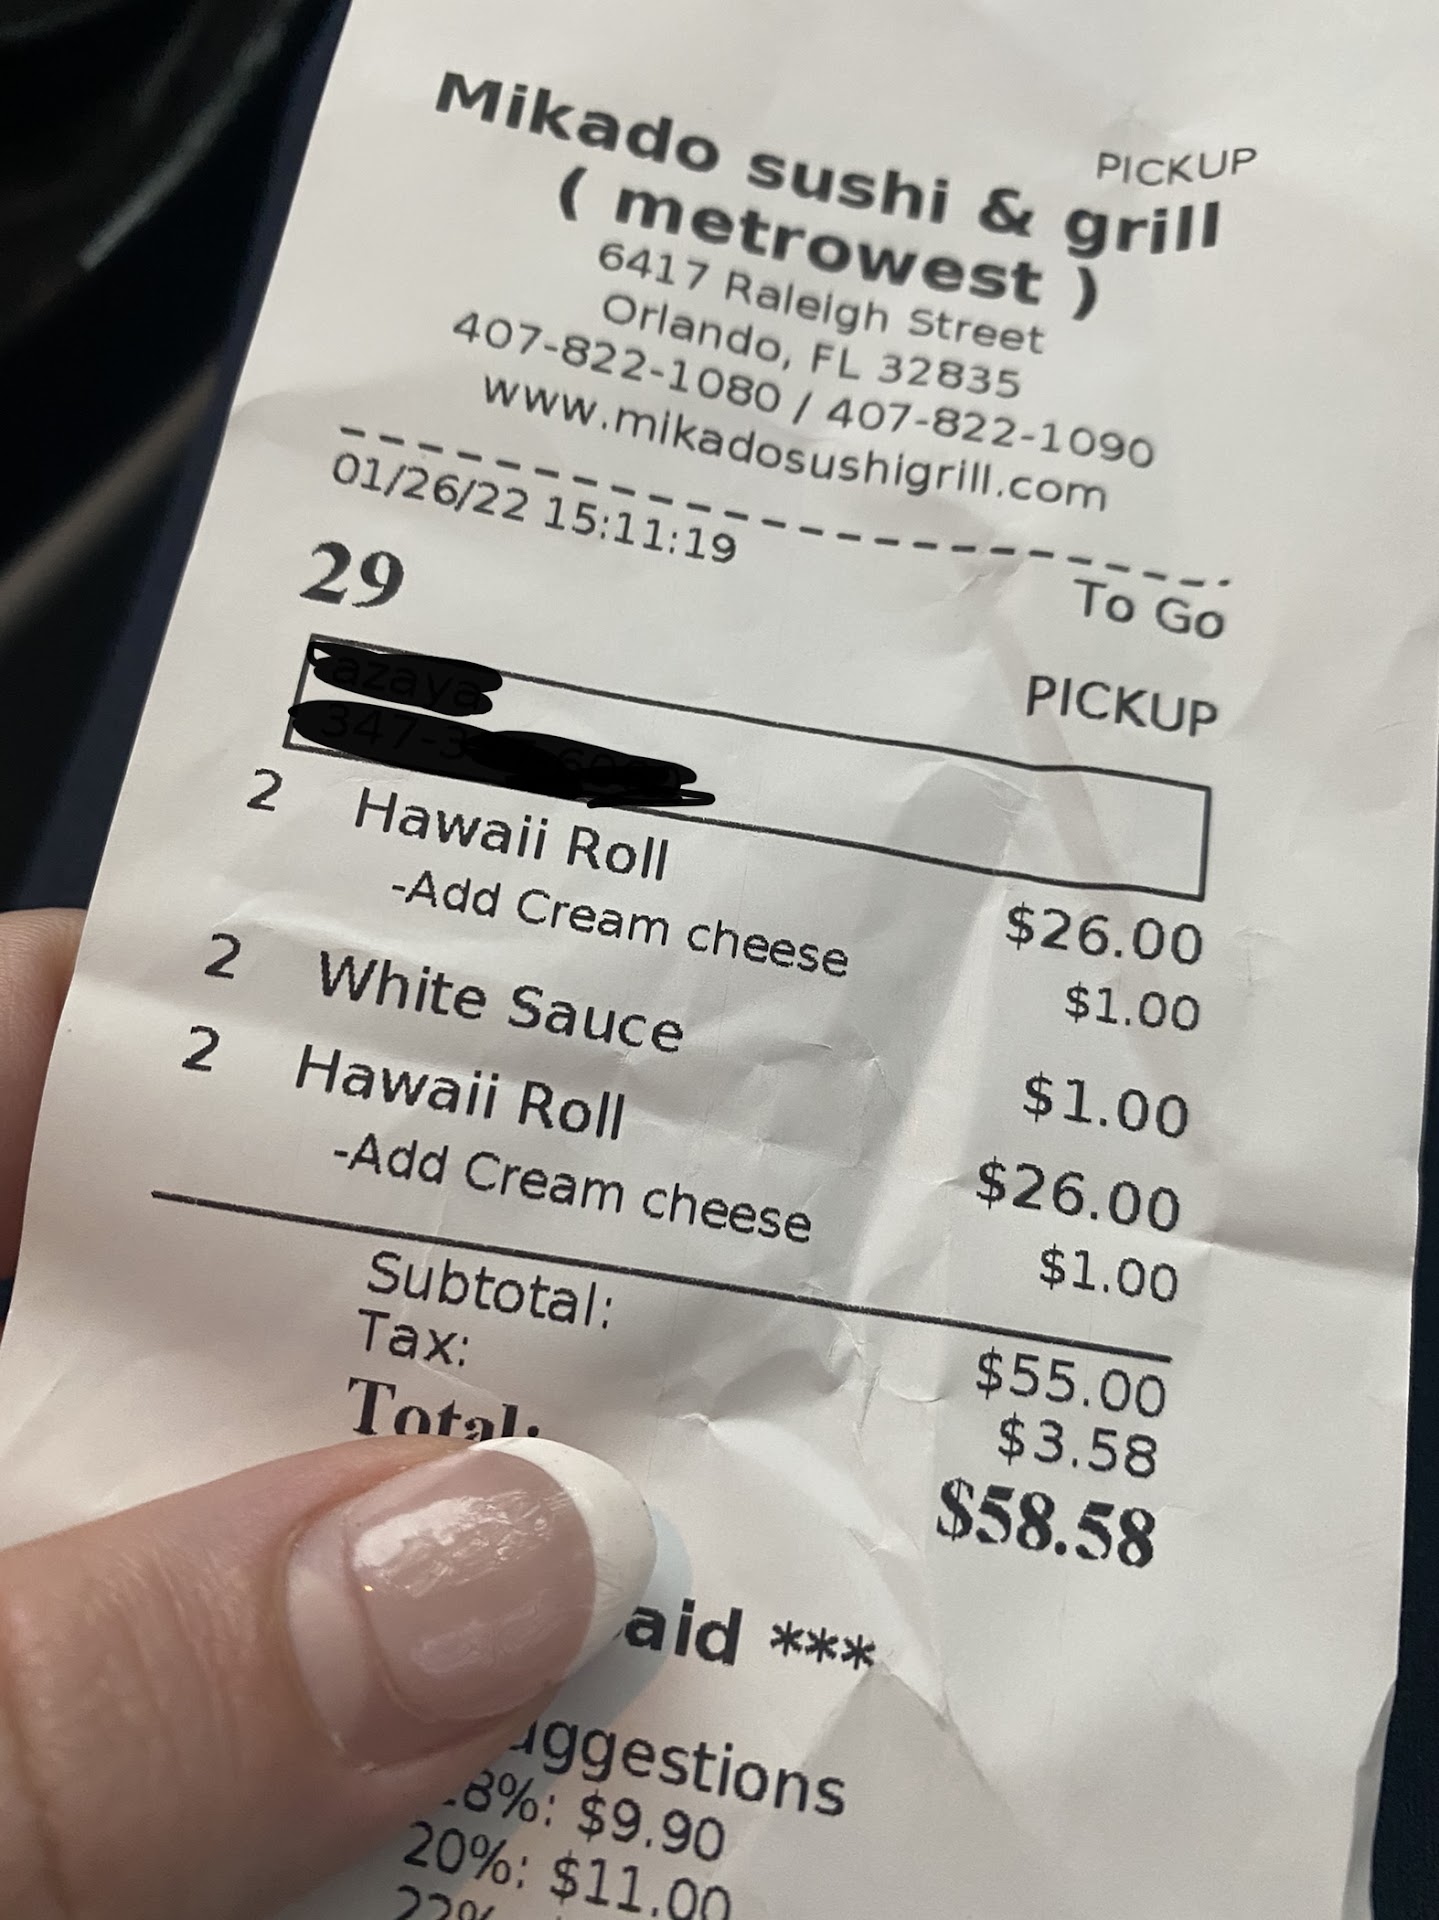 PICKUP
Mikado sushi & grill
( metrowest )
6417 Raleigh Street
Orlando, FL 32835
407-822-1080 / 407-822-1090
www.mikadosushigrill.com
01/26/22 15:11:19
To Go
29
PICKUP
2 Hawaii Roll $26.00
-Add Cream cheese $1.00
2 White Sauce $1.00
2 Hawaii Roll $26.00
-Add Cream cheese $1.00
Subtotal: $55.00
Tax: $3.58
Total: $58.58
***
20%: $11.00
$9.90